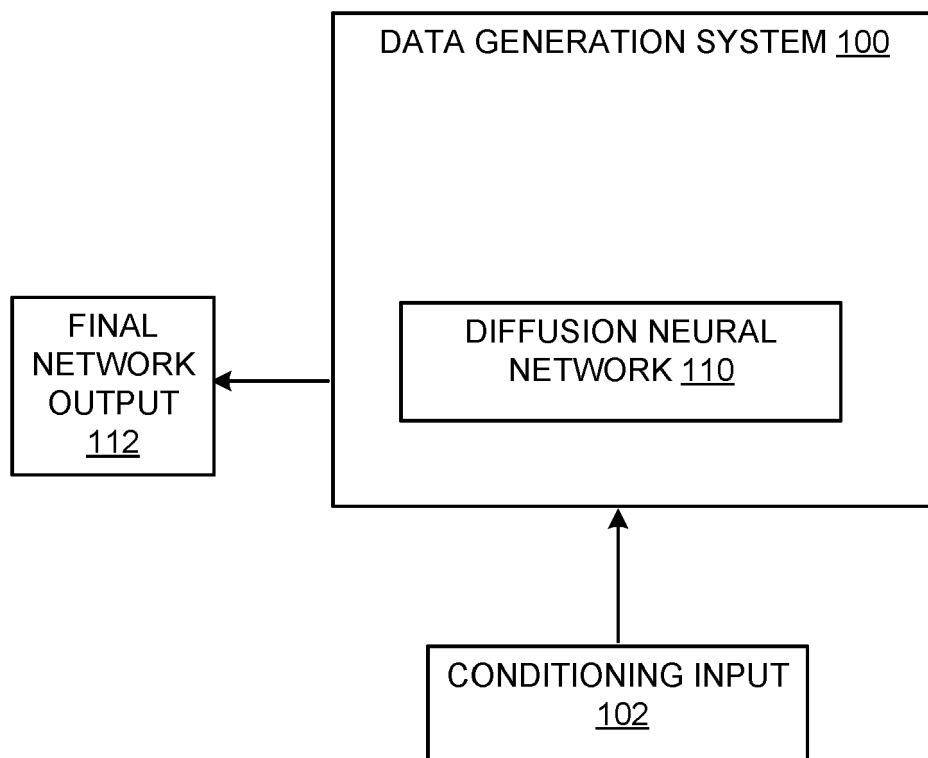 DATA GENERATION SYSTEM 100
FINAL
NETWORK
OUTPUT
112
DIFFUSION NEURAL
NETWORK 110
CONDITIONING INPUT
102